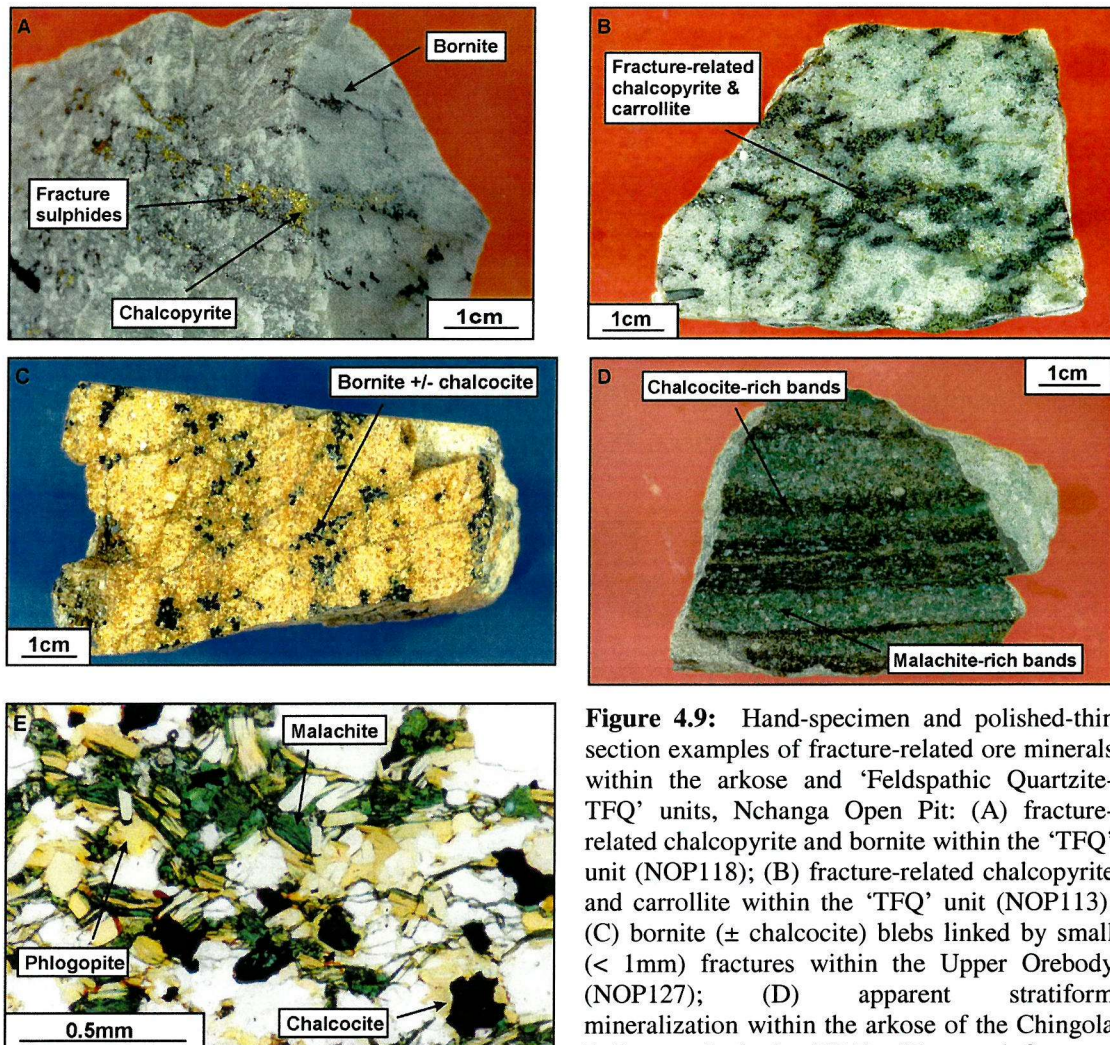 A
Bornite
Fracture
sulphides
Chalcopyrite
1cm
B
Fracture-related
chalcopyrite &
carrollite
1cm
C
Bornite +/- chalcocite
1cm
D
1cm
Chalcocite-rich bands
Malachite-rich bands
E
Malachite
Phlogopite
Chalcocite
0.5mm
Figure 4.9: Hand-specimen and polished-thin
section examples of fracture-related ore minerals
within the arkose and ‘Feldspathic Quartzite-
TFQ’ units, Nchanga Open Pit: (A) fracture-
related chalcopyrite and bornite within the ‘TFQ’
unit (NOP118); (B) fracture-related chalcopyrite
and carrollite within the ‘TFQ’ unit (NOP113)
(C) bornite (± chalcocite) blebs linked by small
(< 1mm) fractures within the Upper Orebody
(NOP127); (D) apparent stratiform
mineralization within the arkose of the Chingola